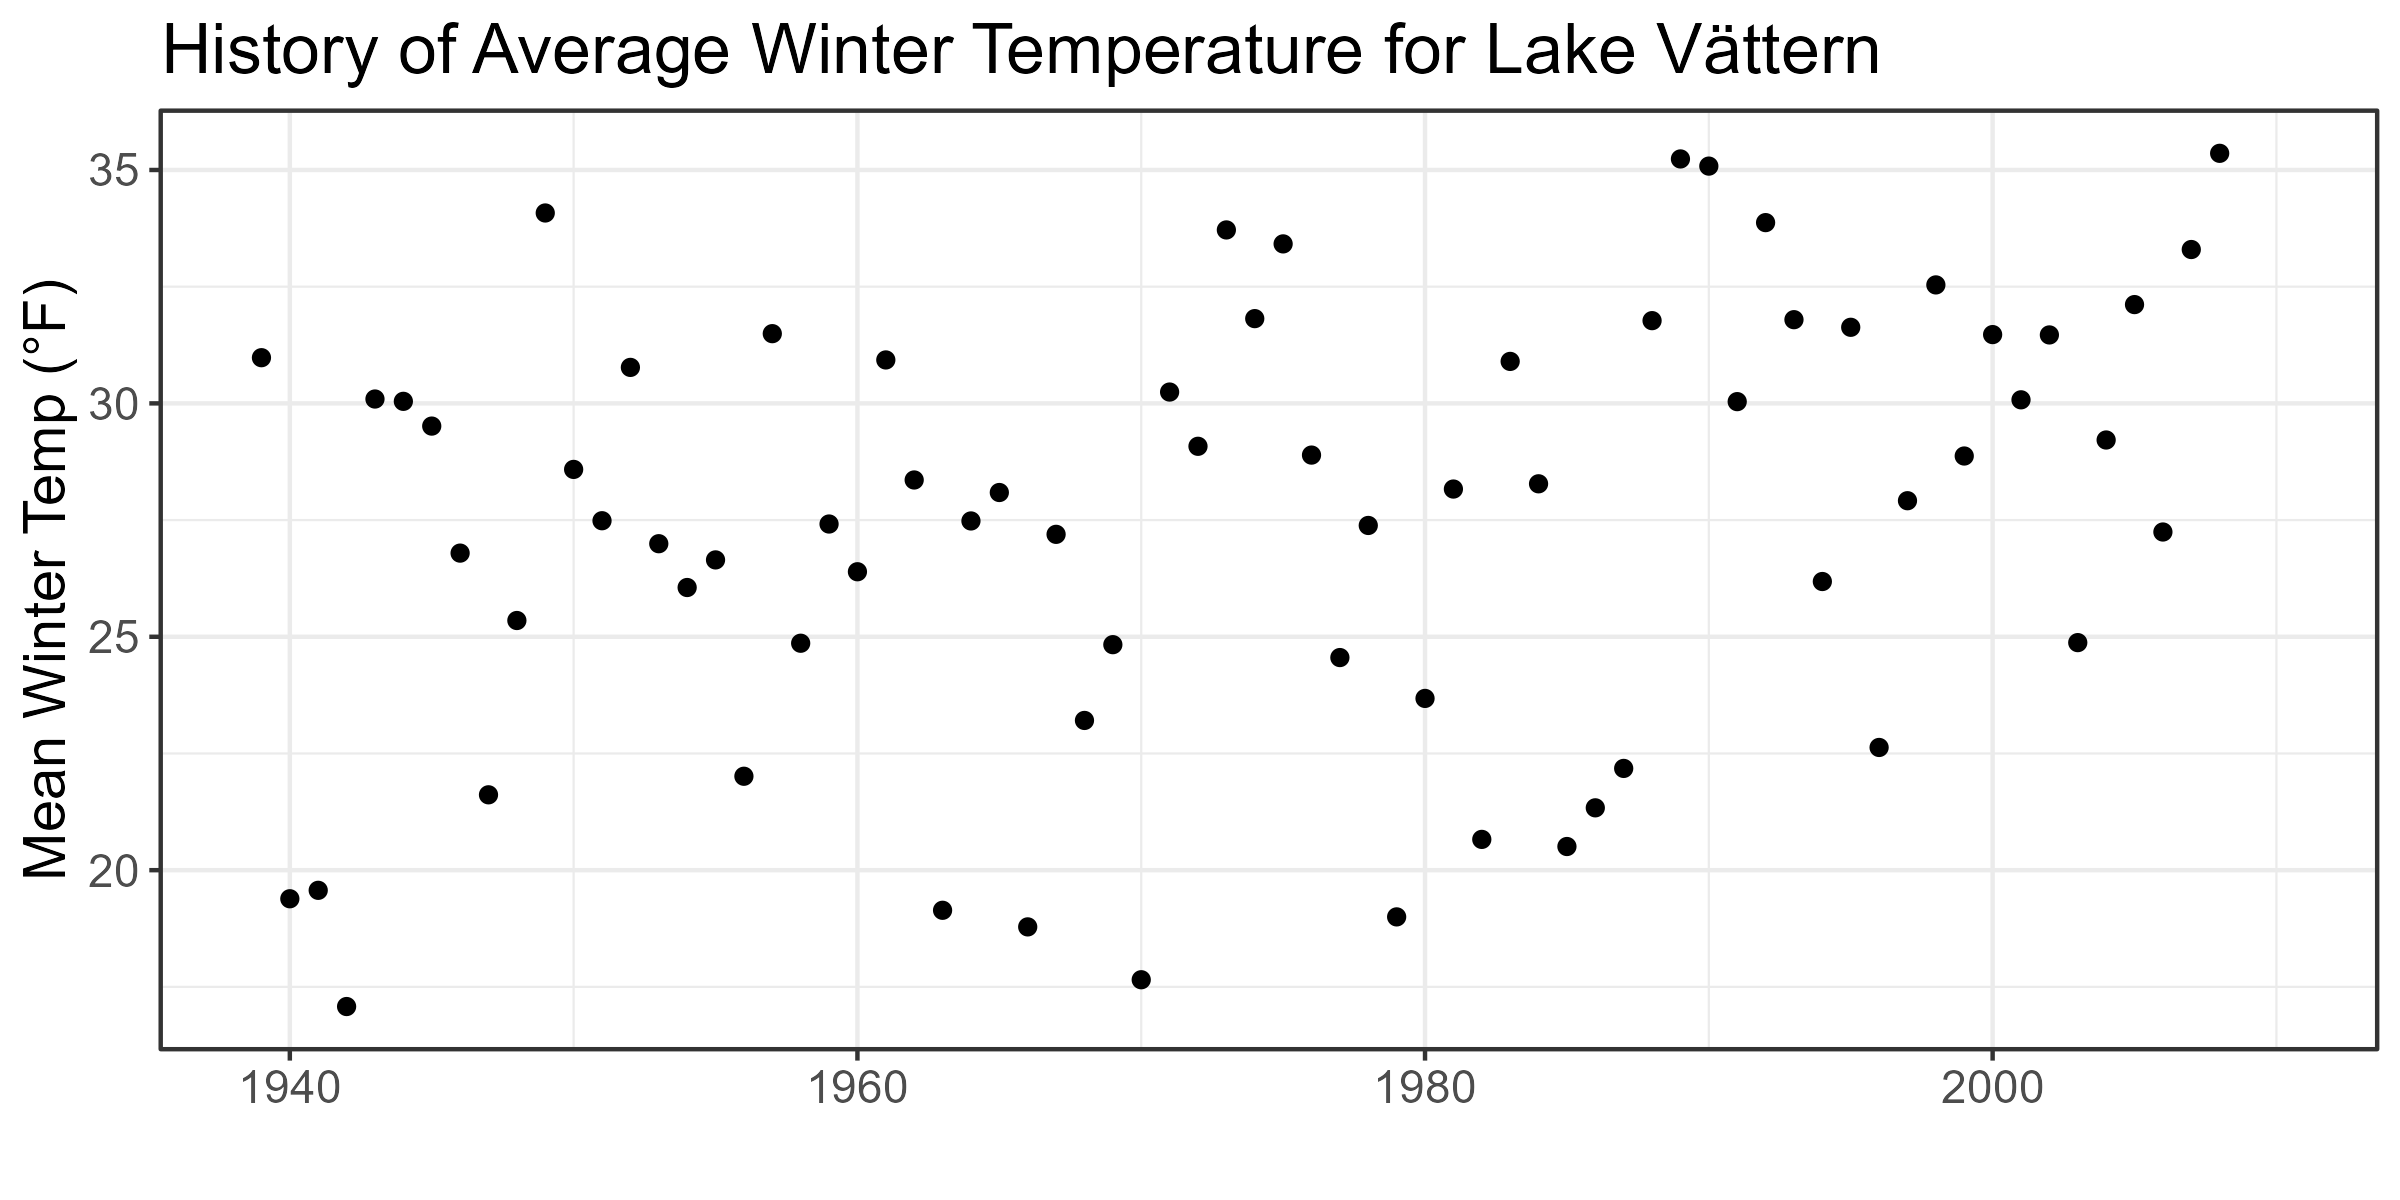 History of Average Winter Temperature for Lake Vättern
Mean Winter Temp (°F)
35
30
25
20
1940 1960 1980 2000